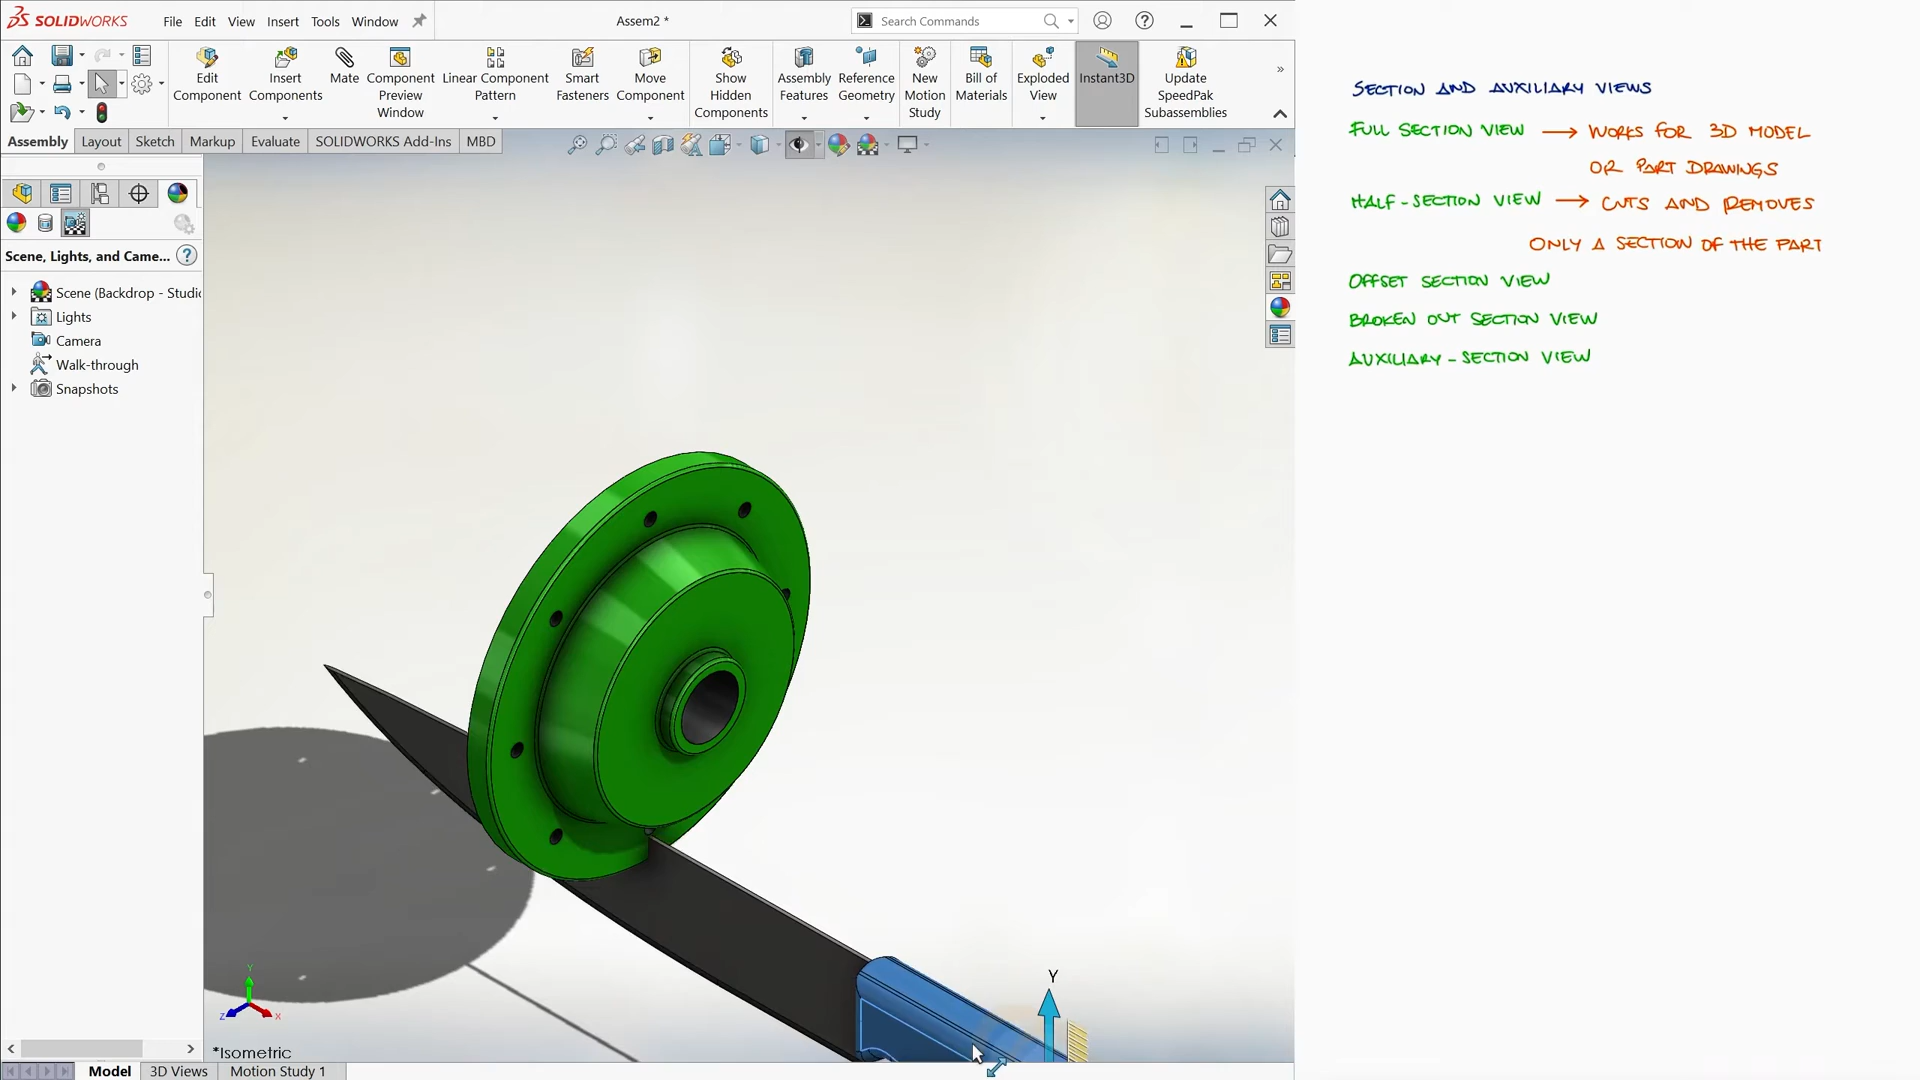 SOLIDWORKS
File Edit View Insert Tools Window
Assem2 *
Search Commands
Edit Component
Insert Components
Mate
Component Preview Window
Linear Component Pattern
Smart Fasteners
Move Component
Show Hidden Components
Assembly Features
Reference Geometry
New Motion Study
Bill of Materials
Exploded View
Instant3D
Update SpeedPak Subassemblies
Assembly Layout Sketch Markup Evaluate SOLIDWORKS Add-Ins MBD
Scene, Lights, and Came...
Scene (Backdrop - Studio
Lights
Camera
Walk-through
Snapshots
Y
Y
Z
X
*Isometric
Model 3D Views Motion Study 1
SECTION AND AUXILIARY VIEWS
FULL SECTION VIEW → WORKS FOR 3D MODEL
OR PART DRAWINGS
HALF-SECTION VIEW → CUTS AND REMOVES
ONLY A SECTION OF THE PART
OFFSET SECTION VIEW
BROKEN OUT SECTION VIEW
AUXILIARY-SECTION VIEW